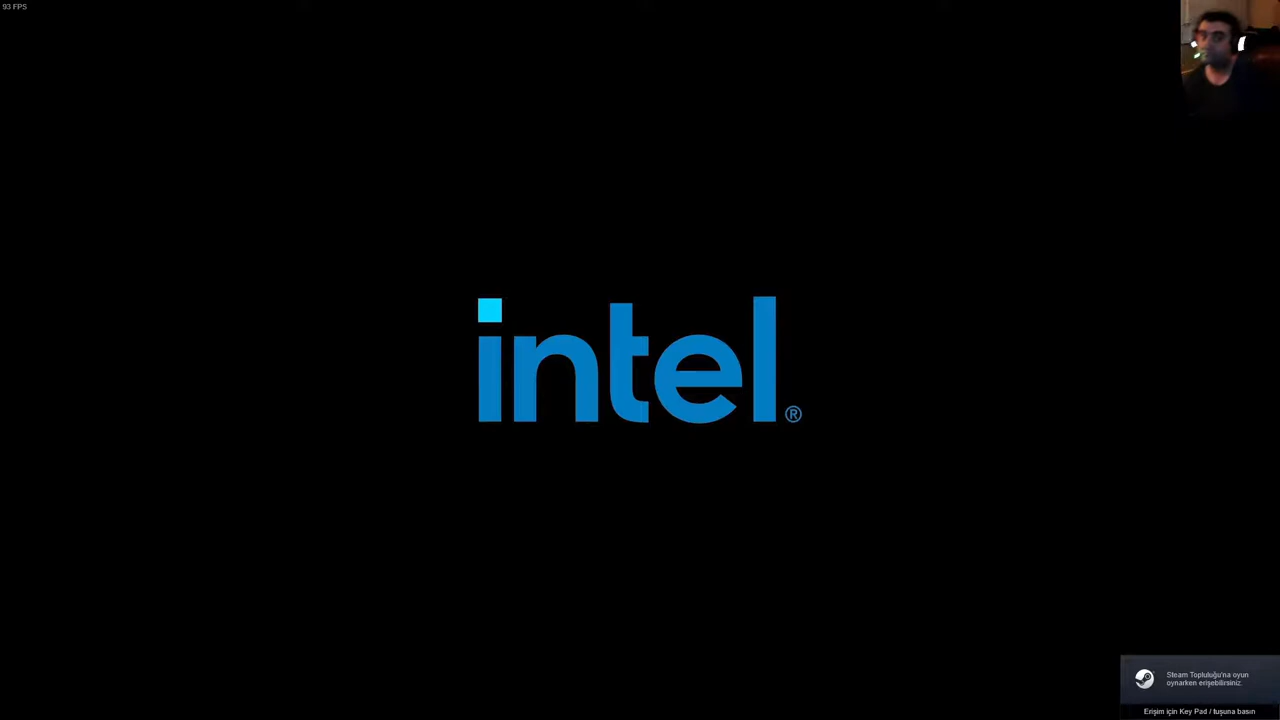 93 FPS
intel®
Steam Topluluğu'na oyun
oynarken erişebilirsiniz.
Erişim için Key Pad / tuşuna basın